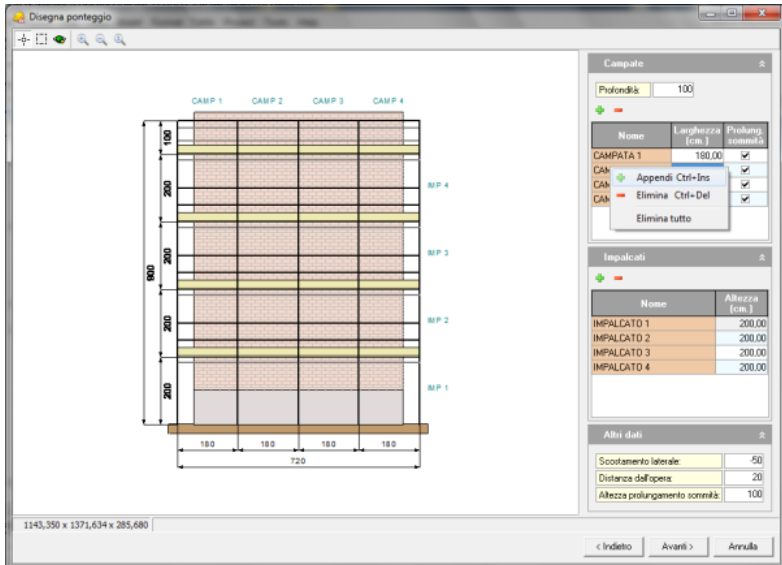 Disegna ponteggio
Campate
Profondità: 100
Nome Larghezza (cm.) Prolung. sommità
CAMPATA 1 180,00
CAM
CAM
CAM
Appendi Ctrl+Ins
Elimina Ctrl+Del
Elimina tutto
CAMP 1 CAMP 2 CAMP 3 CAMP 4
100
200
200
200
200
900
IMP 4
IMP 3
IMP 2
IMP 1
180 180 180 180
720
Impalcati
Nome Altezza (cm.)
IMPALCATO 1 200,00
IMPALCATO 2 200,00
IMPALCATO 3 200,00
IMPALCATO 4 200,00
Altri dati
Scostamento laterale: -50
Distanza dall'opera: 20
Altezza prolungamento sommità: 100
1143,350 x 1371,634 x 285,680
< Indietro Avanti > Annulla